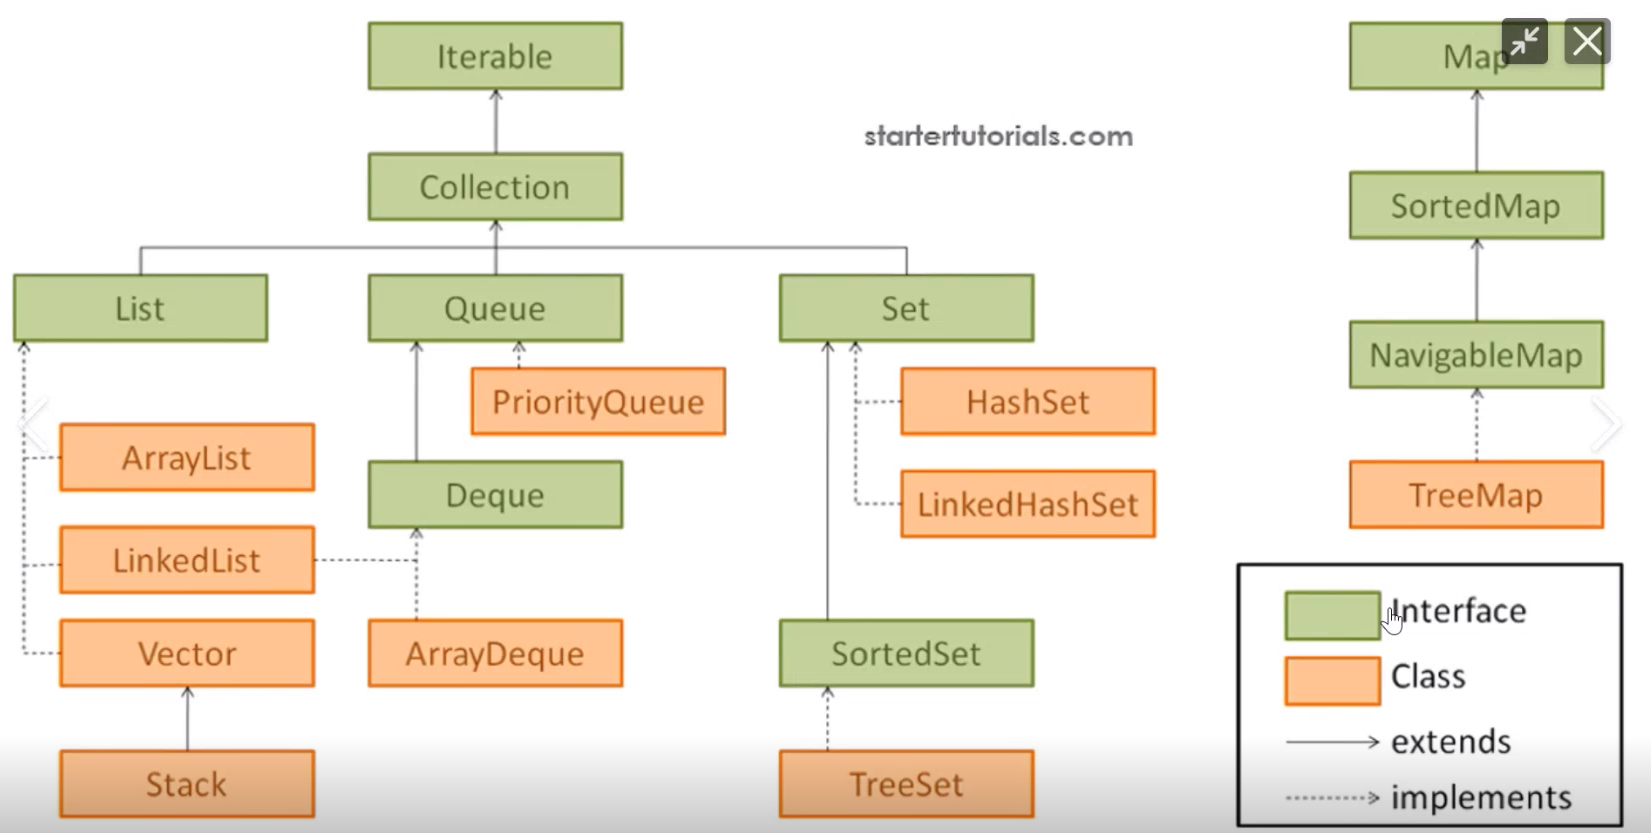 Iterable
Map
starfertutorials.com
Collection
SortedMap
List
Queue
Set
NavigableMap
PriorityQueue
HashSet
ArrayList
Deque
LinkedHashSet
TreeMap
LinkedList
Interface
Vector
ArrayDeque
SortedSet
Class
extends
Stack
TreeSet
implements